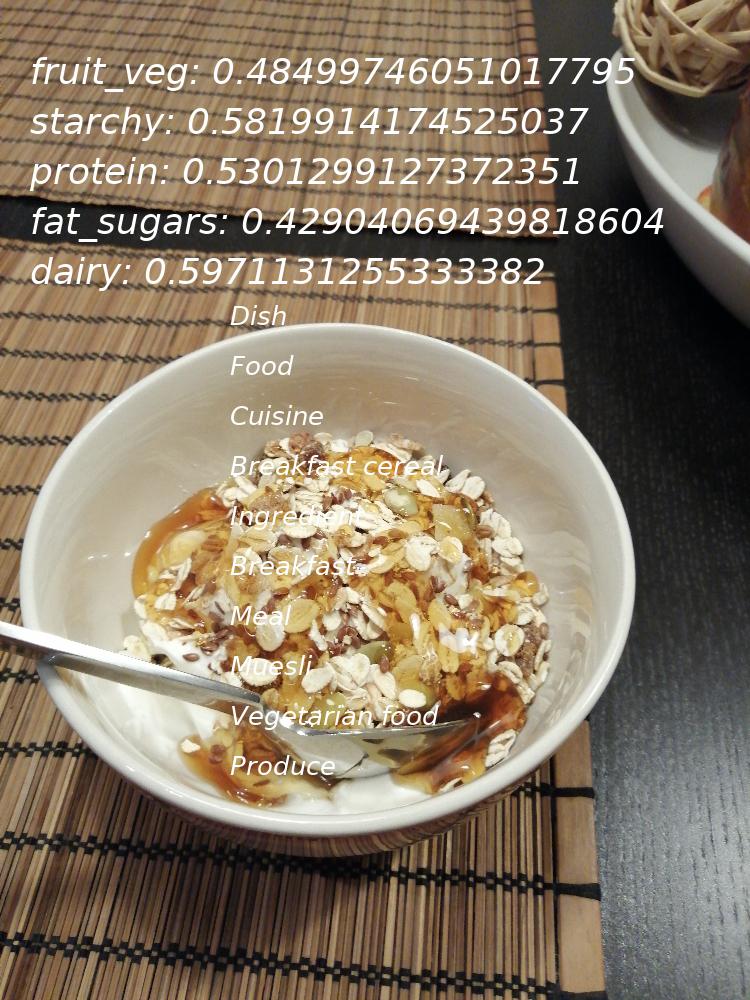 fruit_veg: 0.48499746051017795
starchy: 0.5819914174525037
protein: 0.5301299127372351
fat_sugars: 0.42904069439818604
dairy: 0.5971131255333382
Dish
Food
Cuisine
Breakfast cereal
Ingredient
Breakfast
Meal
Muesli
Vegetarian food
Produce